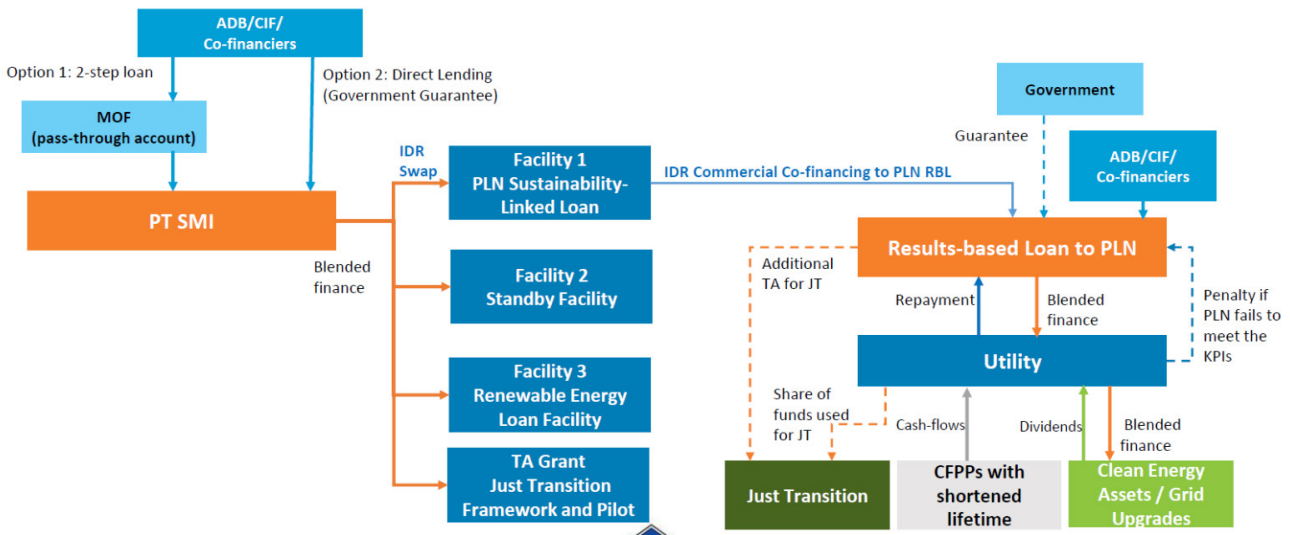 ADB/CIF/
Co-financiers
Option 1: 2-step loan
Option 2: Direct Lending
(Government Guarantee)
MOF
(pass-through account)
PT SMI
Blended
finance
IDR
Swap
Facility 1
PLN Sustainability-
Linked Loan
Facility 2
Standby Facility
Facility 3
Renewable Energy
Loan Facility
TA Grant
Just Transition
Framework and Pilot
IDR Commercial Co-financing to PLN RBL
Government
Guarantee
ADB/CIF/
Co-financiers
Results-based Loan to PLN
Additional
TA for JT
Repayment
Blended
finance
Penalty if
PLN fails to
meet the
KPIs
Utility
Share of
funds used
for JT
Cash-flows
Dividends
Blended
finance
Just Transition
CFPPs with
shortened
lifetime
Clean Energy
Assets / Grid
Upgrades